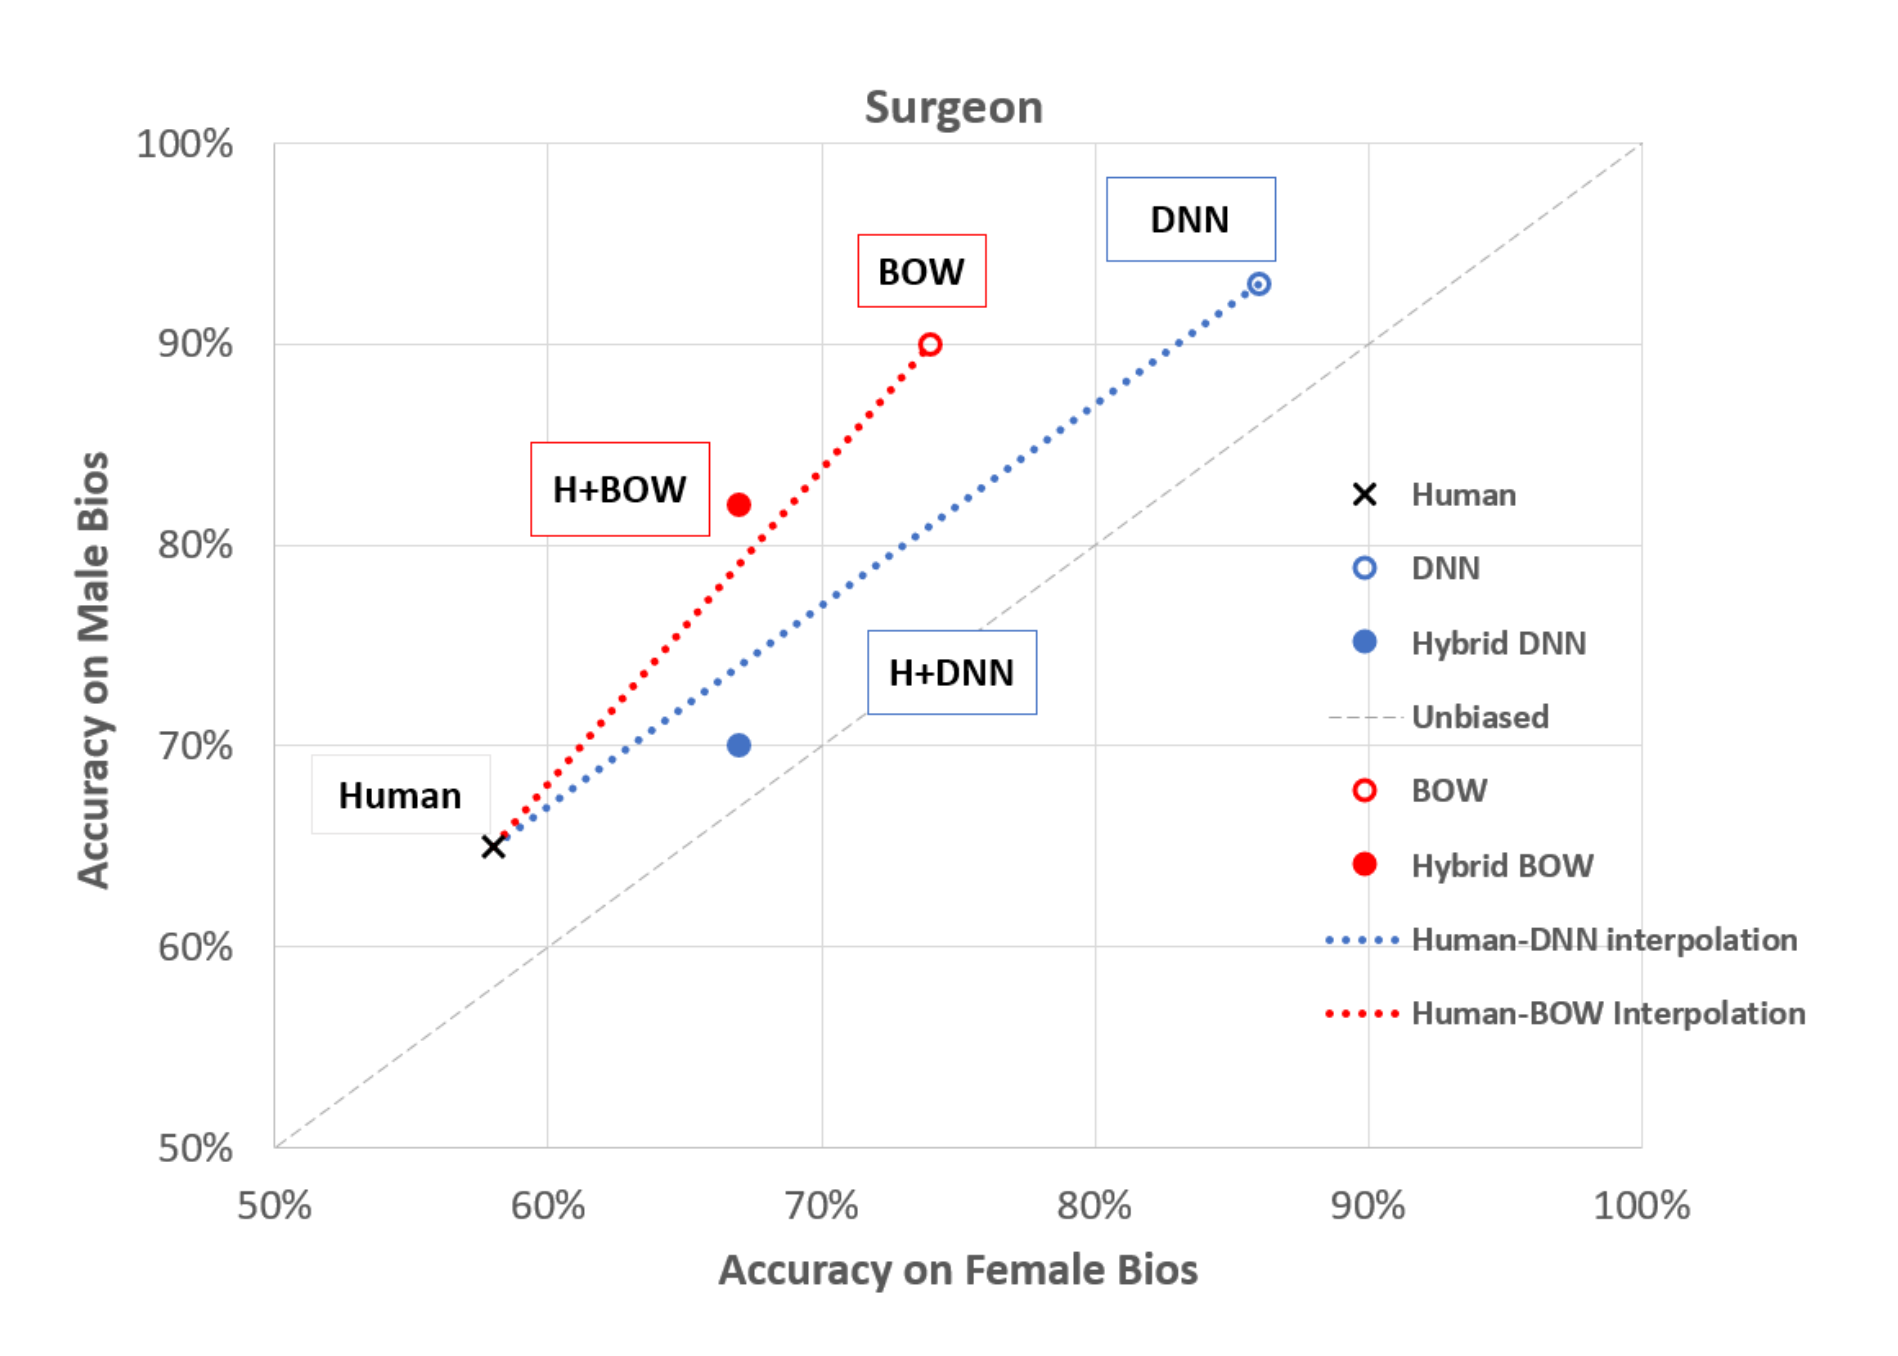 Surgeon
100%
90%
80%
70%
60%
50%
Accuracy on Male Bios
DNN
BOW
H+BOW
H+DNN
Human
Human
DNN
Hybrid DNN
Unbiased
BOW
Hybrid BOW
Human-DNN interpolation
Human-BOW Interpolation
50% 60% 70% 80% 90% 100%
Accuracy on Female Bios